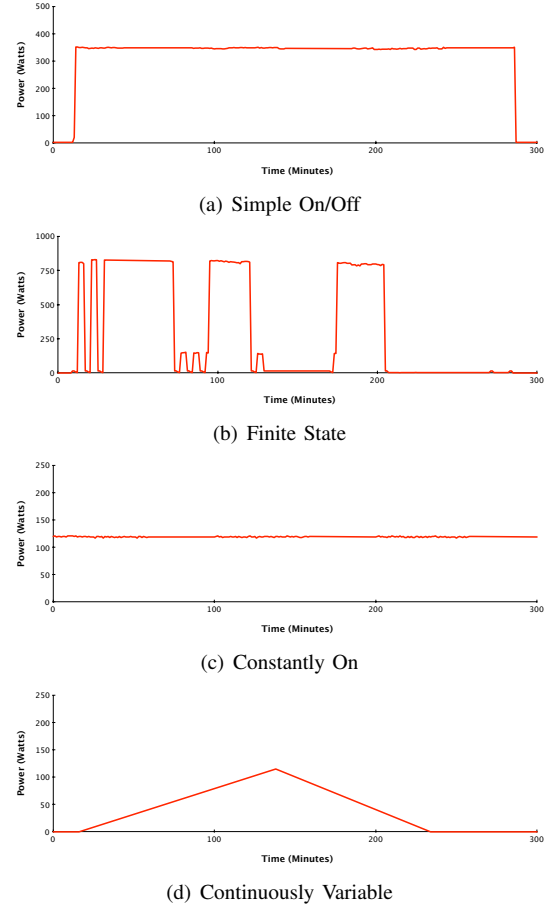 500
400
300
200
100
0
Power (Watts)
0 100 200 300
Time (Minutes)
(a) Simple On/Off
1000
750
500
250
0
Power (Watts)
0 100 200 300
Time (Minutes)
(b) Finite State
250
200
150
100
50
0
Power (Watts)
0 100 200 300
Time (Minutes)
(c) Constantly On
250
200
150
100
50
0
Power (Watts)
0 100 200 300
Time (Minutes)
(d) Continuously Variable